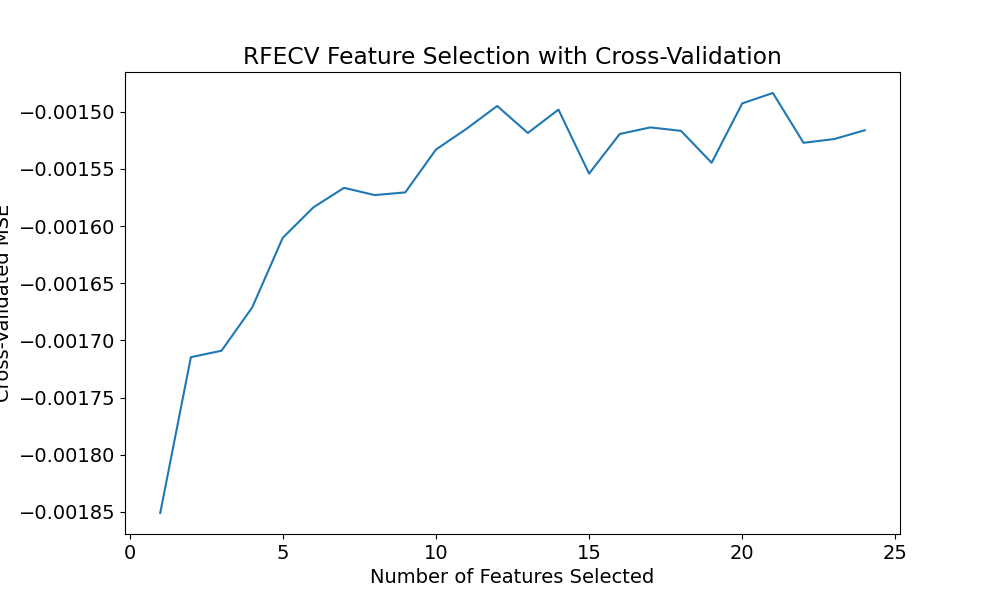 RFECV Feature Selection with Cross-Validation
Cross-Validated MSE
−0.00150
−0.00155
−0.00160
−0.00165
−0.00170
−0.00175
−0.00180
−0.00185
0 5 10 15 20 25
Number of Features Selected